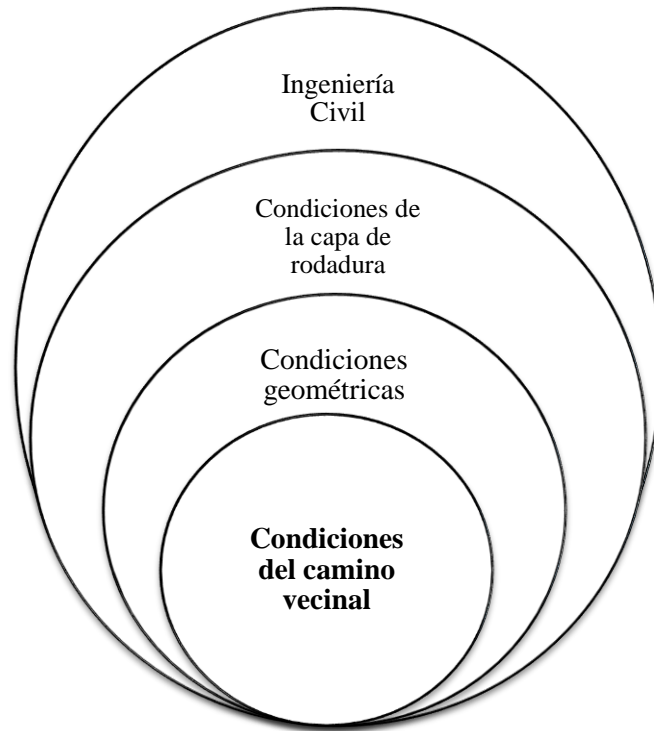 Ingeniería
Civil
Condiciones de
la capa de
rodadura
Condiciones
geométricas
Condiciones
del camino
vecinal